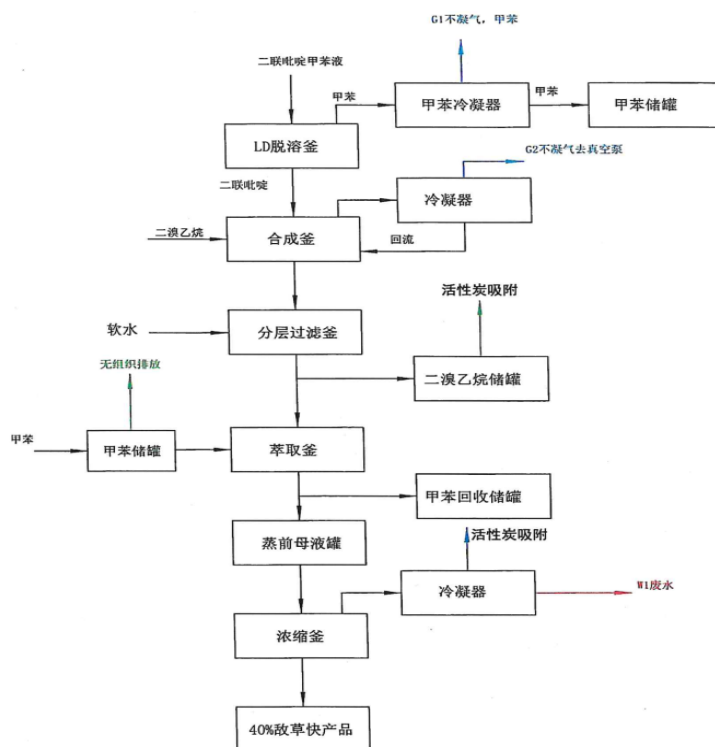 G1不凝气，甲苯
二联吡啶甲苯液
甲苯
甲苯冷凝器
甲苯
甲苯储罐
LD脱溶釜
G2不凝气去真空泵
二联吡啶
冷凝器
二溴乙烷
合成釜
回流
活性炭吸附
软水
分层过滤釜
无组织排放
二溴乙烷储罐
甲苯
甲苯储罐
萃取釜
甲苯回收储罐
活性炭吸附
蒸前母液罐
冷凝器
W1废水
浓缩釜
40%敌草快产品